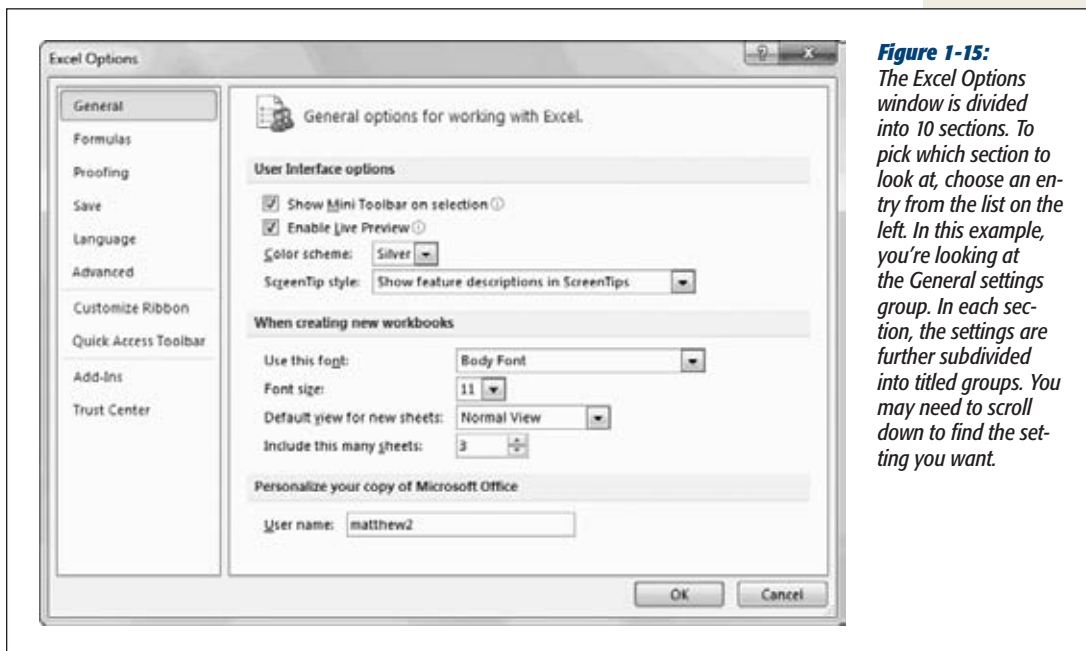 Excel Options
General
Formulas
Proofing
Save
Language
Advanced
Customize Ribbon
Quick Access Toolbar
Add-Ins
Trust Center
General options for working with Excel.
User Interface options
Show Mini Toolbar on selection
Enable Live Preview
Color scheme: Silver
ScreenTip style: Show feature descriptions in ScreenTips
When creating new workbooks
Use this font: Body Font
Font size: 11
Default view for new sheets: Normal View
Include this many sheets: 3
Personalize your copy of Microsoft Office
User name: matthew2
OK Cancel
Figure 1-15:
The Excel Options
window is divided
into 10 sections. To
pick which section to
look at, choose an en-
try from the list on the
left. In this example,
you're looking at
the General settings
group. In each sec-
tion, the settings are
further subdivided
into titled groups. You
may need to scroll
down to find the set-
ting you want.